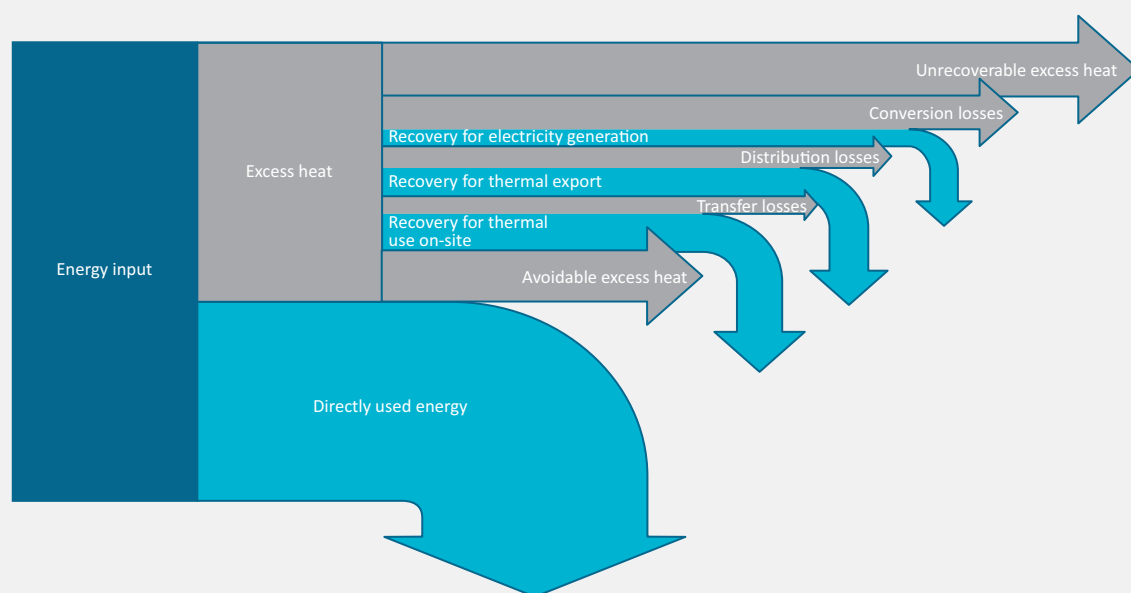 Unrecoverable excess heat
Conversion losses
Recovery for electricity generation
Distribution losses
Excess heat
Recovery for thermal export
Transfer losses
Recovery for thermal
use on-site
Energy input
Avoidable excess heat
Directly used energy